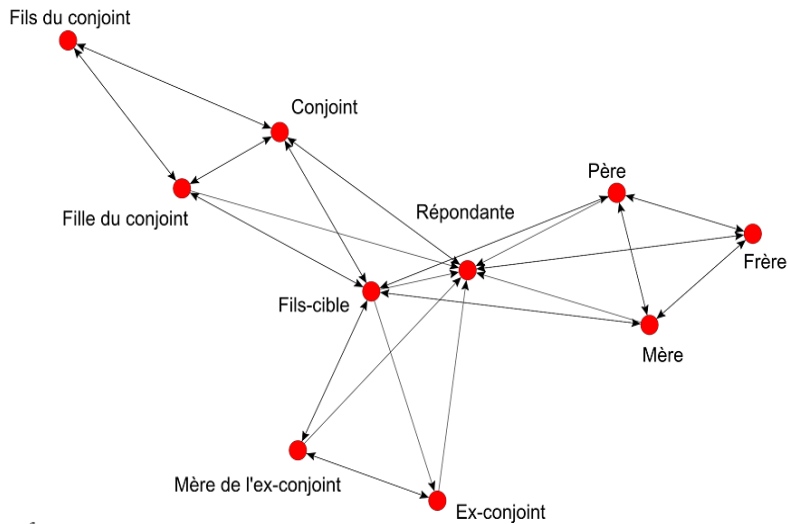 Fils du conjoint
Conjoint
Père
Fille du conjoint
Répondante
Frère
Fils-cible
Mère
Mère de l'ex-conjoint
Ex-conjoint